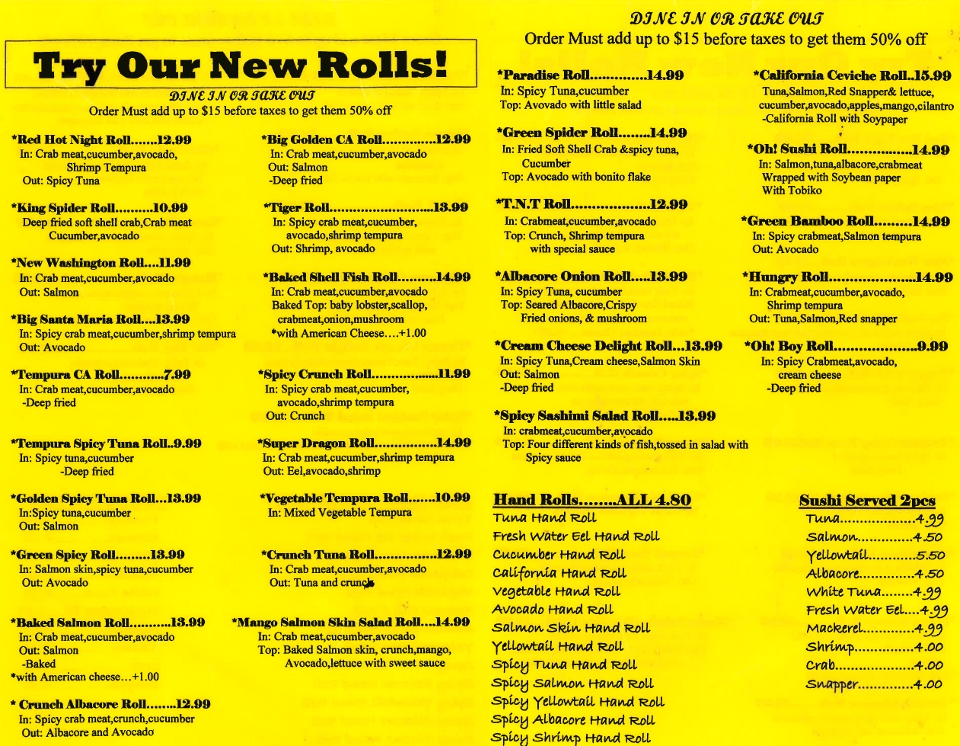 Try Our New Rolls!
DINE IN OR TAKE OUT
Order Must add up to $15 before taxes to get them 50% off
*Red Hot Night Roll.......12.99
In: Crab meat,cucumber,avocado,
Shrimp Tempura
Out: Spicy Tuna
*King Spider Roll..........10.99
Deep fried soft shell crab,Crab meat
Cucumber,avocado
*New Washington Roll...11.99
In: Crab meat,cucumber,avocado
Out: Salmon
*Big Santa Maria Roll....13.99
In: Spicy crab meat,cucumber,shrimp tempura
Out: Avocado
*Tempura CA Roll...........7.99
In: Crab meat,cucumber,avocado
-Deep fried
*Tempura Spicy Tuna Roll..9.99
In: Spicy tuna,cucumber
-Deep fried
*Golden Spicy Tuna Roll...13.99
In:Spicy tuna,cucumber
Out: Salmon
*Green Spicy Roll.........13.99
In: Salmon skin,spicy tuna,cucumber
Out: Avocado
*Baked Salmon Roll...........13.99
In: Crab meat,cucumber,avocado
Out: Salmon
-Baked
*with American cheese...+1.00
* Crunch Albacore Roll........12.99
In: Spicy crab meat,crunch,cucumber
Out: Albacore and Avocado
*Big Golden CA Roll.............12.99
In: Crab meat,cucumber,avocado
Out: Salmon
-Deep fried
*Tiger Roll.........................13.99
In: Spicy crab meat,cucumber,
avocado,shrimp tempura
Out: Shrimp, avocado
*Baked Shell Fish Roll.........14.99
In: Crab meat,cucumber,avocado
Baked Top: baby lobster,scallop,
crabmeat,onion,mushroom
*with American Cheese....+1.00
*Spicy Crunch Roll................11.99
In: Spicy crab meat,cucumber,
avocado,shrimp tempura
Out: Crunch
*Super Dragon Roll...............14.99
In: Crab meat,cucumber,shrimp tempura
Out: Eel,avocado,shrimp
*Vegetable Tempura Roll.......10.99
In: Mixed Vegetable Tempura
*Crunch Tuna Roll...............12.99
In: Crab meat,cucumber,avocado
Out: Tuna and crunch
*Mango Salmon Skin Salad Roll....14.99
In: Crab meat,cucumber,avocado
Top: Baked Salmon skin, crunch,mango,
Avocado,lettuce with sweet sauce
DINE IN OR TAKE OUT
Order Must add up to $15 before taxes to get them 50% off
*Paradise Roll..............14.99
In: Spicy Tuna,cucumber
Top: Avovado with little salad
*Green Spider Roll.........14.99
In: Fried Soft Shell Crab &spicy tuna,
Cucumber
Top: Avocado with bonito flake
*T.N.T Roll...................12.99
In: Crabmeat,cucumber,avocado
Top: Crunch, Shrimp tempura
with special sauce
*Albacore Onion Roll.....13.99
In: Spicy Tuna, cucumber
Top: Seared Albacore,Crispy
Fried onions, & mushroom
*Cream Cheese Delight Roll...13.99
In: Spicy Tuna,Cream cheese,Salmon Skin
Out: Salmon
-Deep fried
*Spicy Sashimi Salad Roll.....13.99
In: crabmeat,cucumber,avocado
Top: Four different kinds of fish,tossed in salad with
Spicy sauce
*California Ceviche Roll..15.99
Tuna,Salmon,Red Snapper& lettuce,
cucumber,avocado,apples,mango,cilantro
-California Roll with Soypaper
*Oh! Sushi Roll...............14.99
In: Salmon,tuna,albacore,crabmeat
Wrapped with Soybean paper
With Tobiko
*Green Bamboo Roll.........14.99
In: Spicy crabmeat,Salmon tempura
Out: Avocado
*Hungry Roll....................14.99
In: Crabmeat,cucumber,avocado,
Shrimp tempura
Out: Tuna,Salmon,Red snapper
*Oh! Boy Roll....................9.99
In: Spicy Crabmeat,avocado,
cream cheese
-Deep fried
Hand Rolls........ALL 4.80
Tuna Hand Roll
Fresh Water Eel Hand Roll
Cucumber Hand Roll
California Hand Roll
Vegetable Hand Roll
Avocado Hand Roll
Salmon Skin Hand Roll
Yellowtail Hand Roll
Spicy Tuna Hand Roll
Spicy Salmon Hand Roll
Spicy Yellowtail Hand Roll
Spicy Albacore Hand Roll
Spicy Shrimp Hand Roll
Sushi Served 2pcs
Tuna..................4.99
Salmon.............4.50
Yellowtail.........5.50
Albacore.............4.50
White Tuna.......4.99
Fresh Water Eel....4.99
Mackerel...........4.99
Shrimp.............4.00
Crab..................4.00
Snapper............4.00